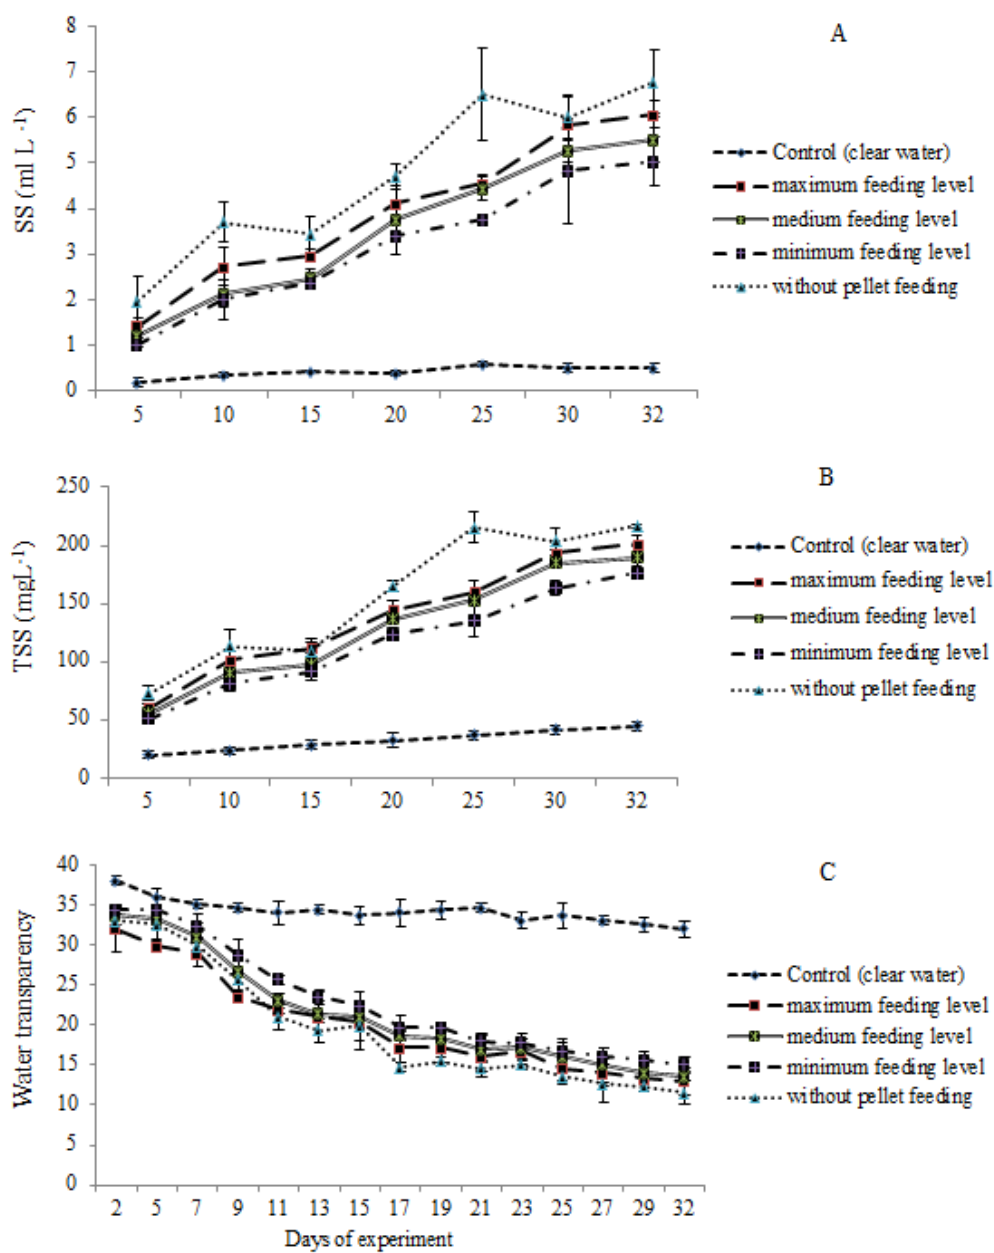 A
8
7
6
5
4
3
2
1
0
SS (ml L -1)
5 10 15 20 25 30 32
Control (clear water)
maximum feeding level
medium feeding level
minimum feeding level
without pellet feeding
B
250
200
150
100
50
0
TSS (mgL-1)
5 10 15 20 25 30 32
Control (clear water)
maximum feeding level
medium feeding level
minimum feeding level
without pellet feeding
C
40
35
30
25
20
15
10
5
0
Water transparency
2 5 7 9 11 13 15 17 19 21 23 25 27 29 32
Days of experiment
Control (clear water)
maximum feeding level
medium feeding level
minimum feeding level
without pellet feeding